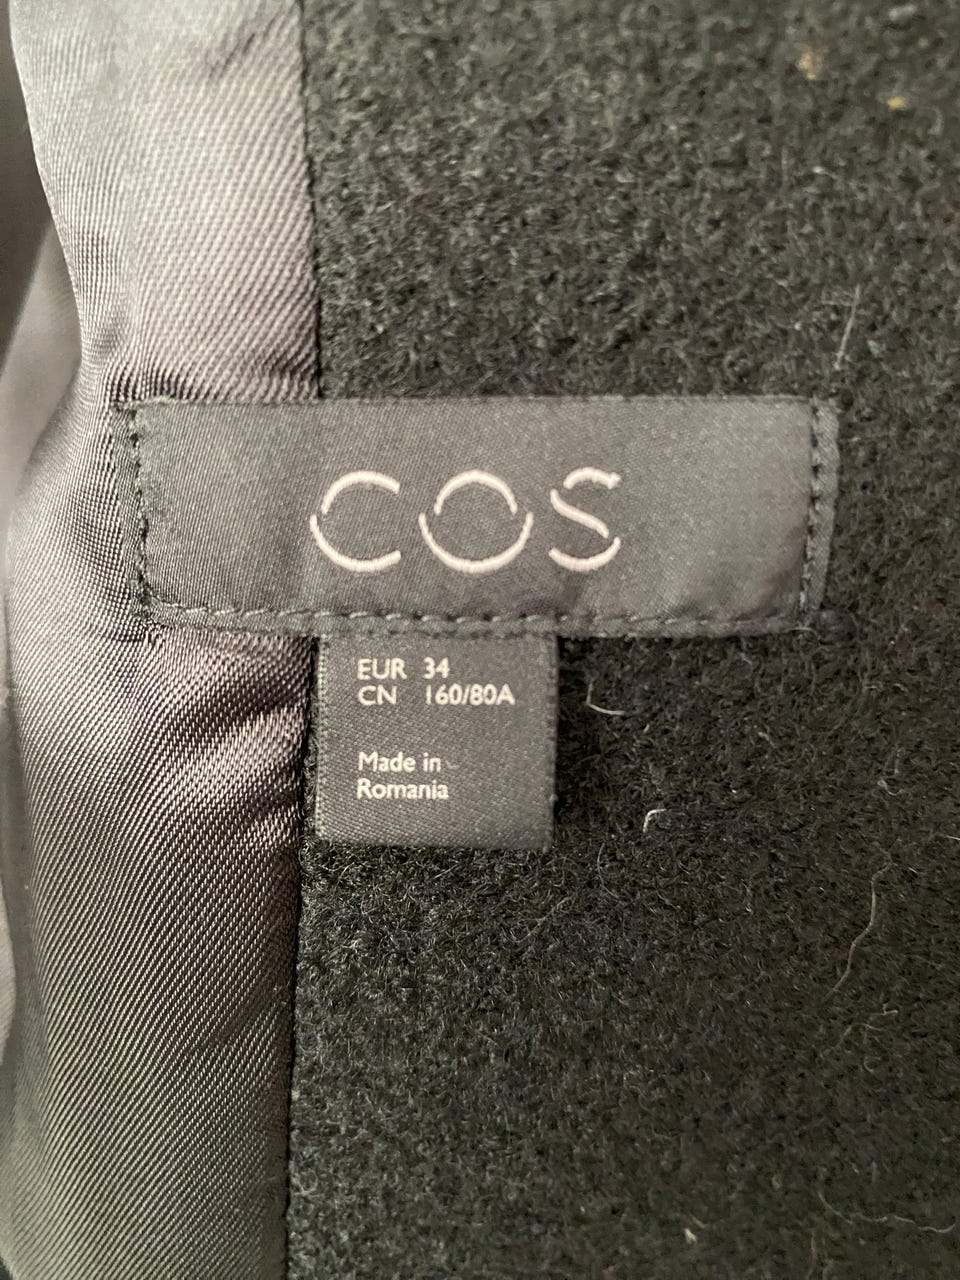 COS
EUR 34
CN 160/80A
Made in
Romania